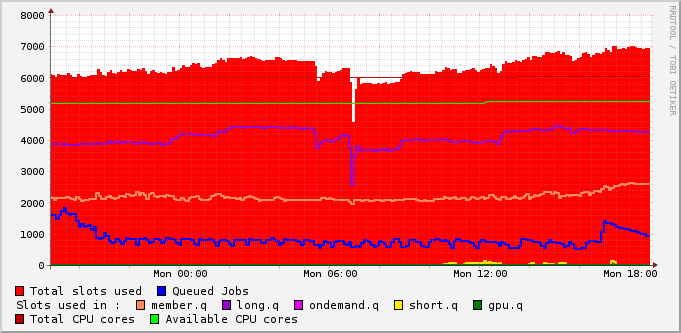 8000
7000
6000
5000
4000
3000
2000
1000
0
Mon 00:00 Mon 06:00 Mon 12:00 Mon 18:00
Total slots used Queued Jobs
Slots used in : member.q long.q ondemand.q short.q gpu.q
Total CPU cores Available CPU cores
RRDTOOL / TOBI OETIKER